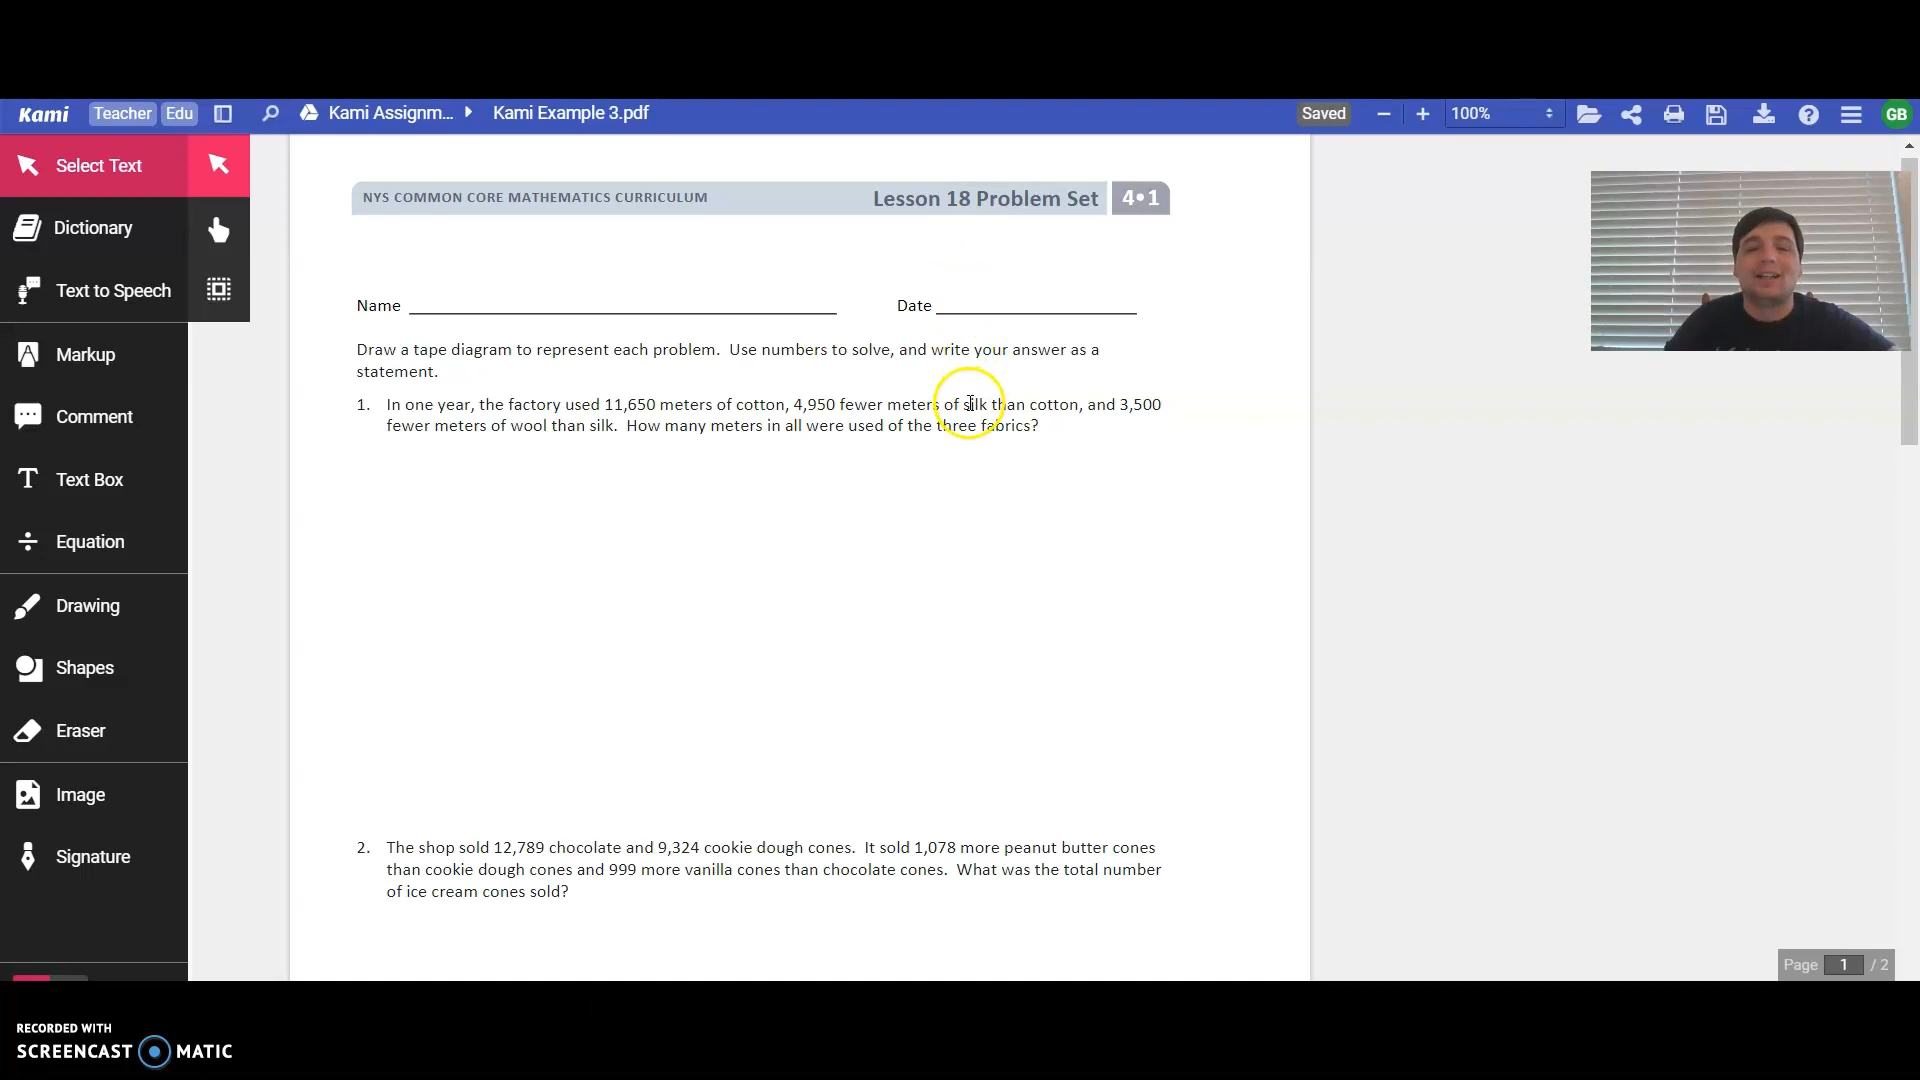 Kami Teacher Edu Kami Assignm... Kami Example 3.pdf Saved 100% GB
Select Text
Dictionary
Text to Speech
Markup
Comment
Text Box
Equation
Drawing
Shapes
Eraser
Image
Signature
NYS COMMON CORE MATHEMATICS CURRICULUM Lesson 18 Problem Set 4•1
Name Date
Draw a tape diagram to represent each problem. Use numbers to solve, and write your answer as a
statement.
1. In one year, the factory used 11,650 meters of cotton, 4,950 fewer meters of silk than cotton, and 3,500
fewer meters of wool than silk. How many meters in all were used of the three fabrics?
2. The shop sold 12,789 chocolate and 9,324 cookie dough cones. It sold 1,078 more peanut butter cones
than cookie dough cones and 999 more vanilla cones than chocolate cones. What was the total number
of ice cream cones sold?
Page 1 / 2
RECORDED WITH
SCREENCAST MATIC